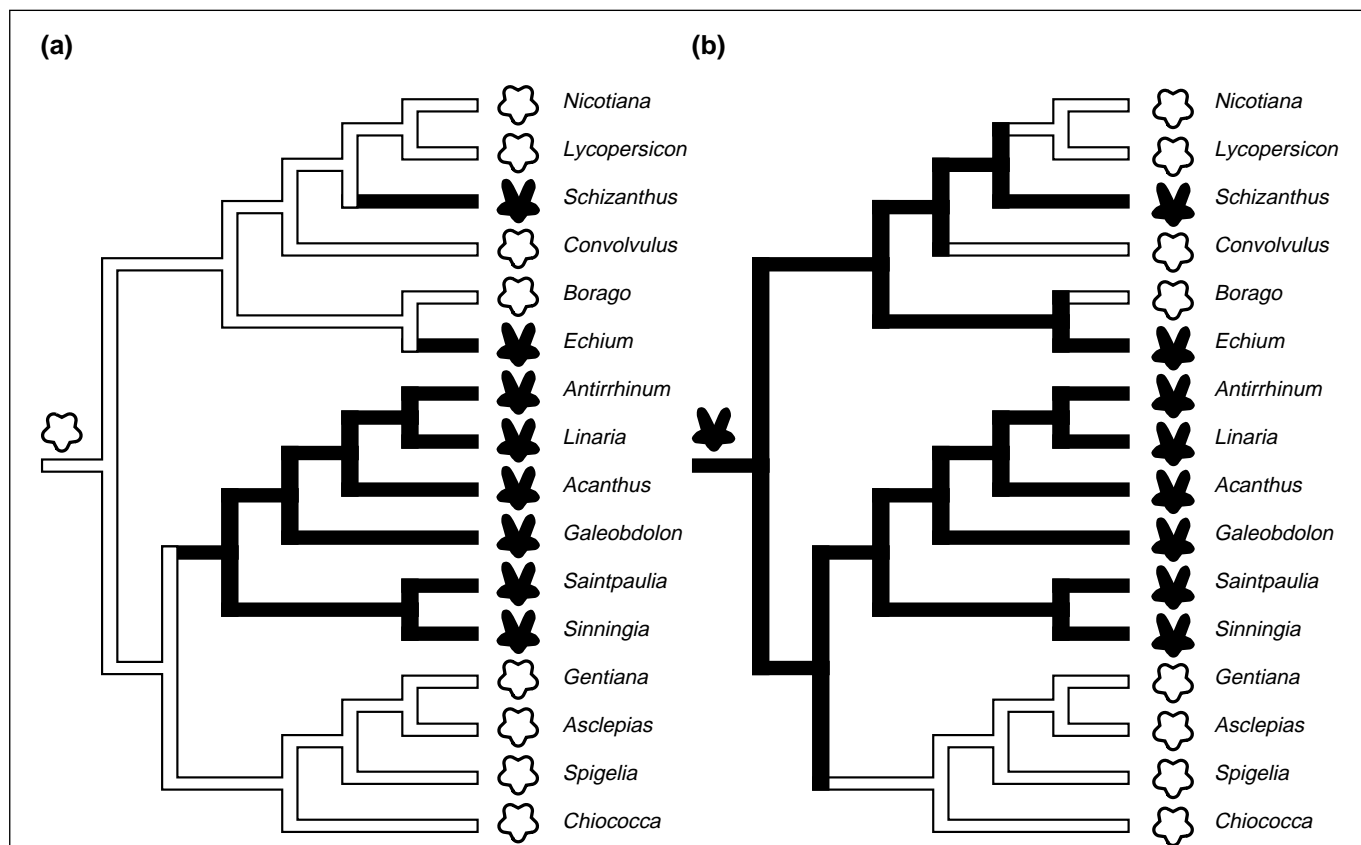 (a)
Nicotiana
Lycopersicon
Schizanthus
Convolvulus
Borago
Echium
Antirrhinum
Linaria
Acanthus
Galeobdolon
Saintpaulia
Sinningia
Gentiana
Asclepias
Spigelia
Chiococca
(b)
Nicotiana
Lycopersicon
Schizanthus
Convolvulus
Borago
Echium
Antirrhinum
Linaria
Acanthus
Galeobdolon
Saintpaulia
Sinningia
Gentiana
Asclepias
Spigelia
Chiococca